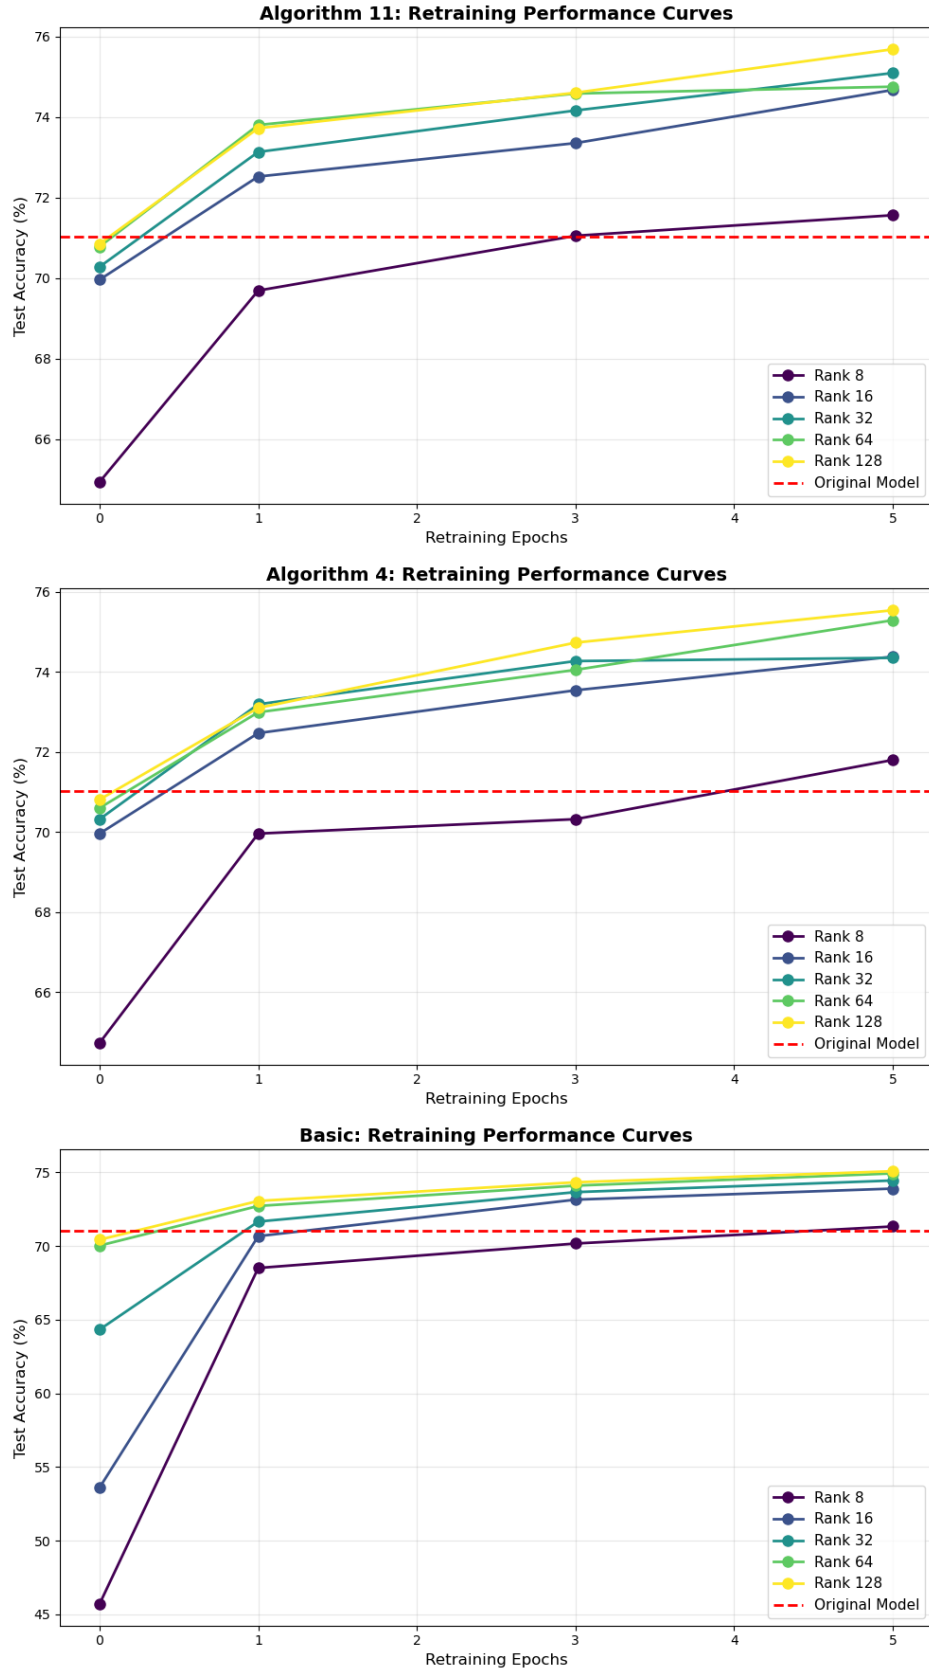 Algorithm 11: Retraining Performance Curves
76
74
72
70
68
66
Test Accuracy (%)
0 1 2 3 4 5
Retraining Epochs
Rank 8
Rank 16
Rank 32
Rank 64
Rank 128
Original Model
Algorithm 4: Retraining Performance Curves
76
74
72
70
68
66
Test Accuracy (%)
0 1 2 3 4 5
Retraining Epochs
Rank 8
Rank 16
Rank 32
Rank 64
Rank 128
Original Model
Basic: Retraining Performance Curves
75
70
65
60
55
50
45
Test Accuracy (%)
0 1 2 3 4 5
Retraining Epochs
Rank 8
Rank 16
Rank 32
Rank 64
Rank 128
Original Model